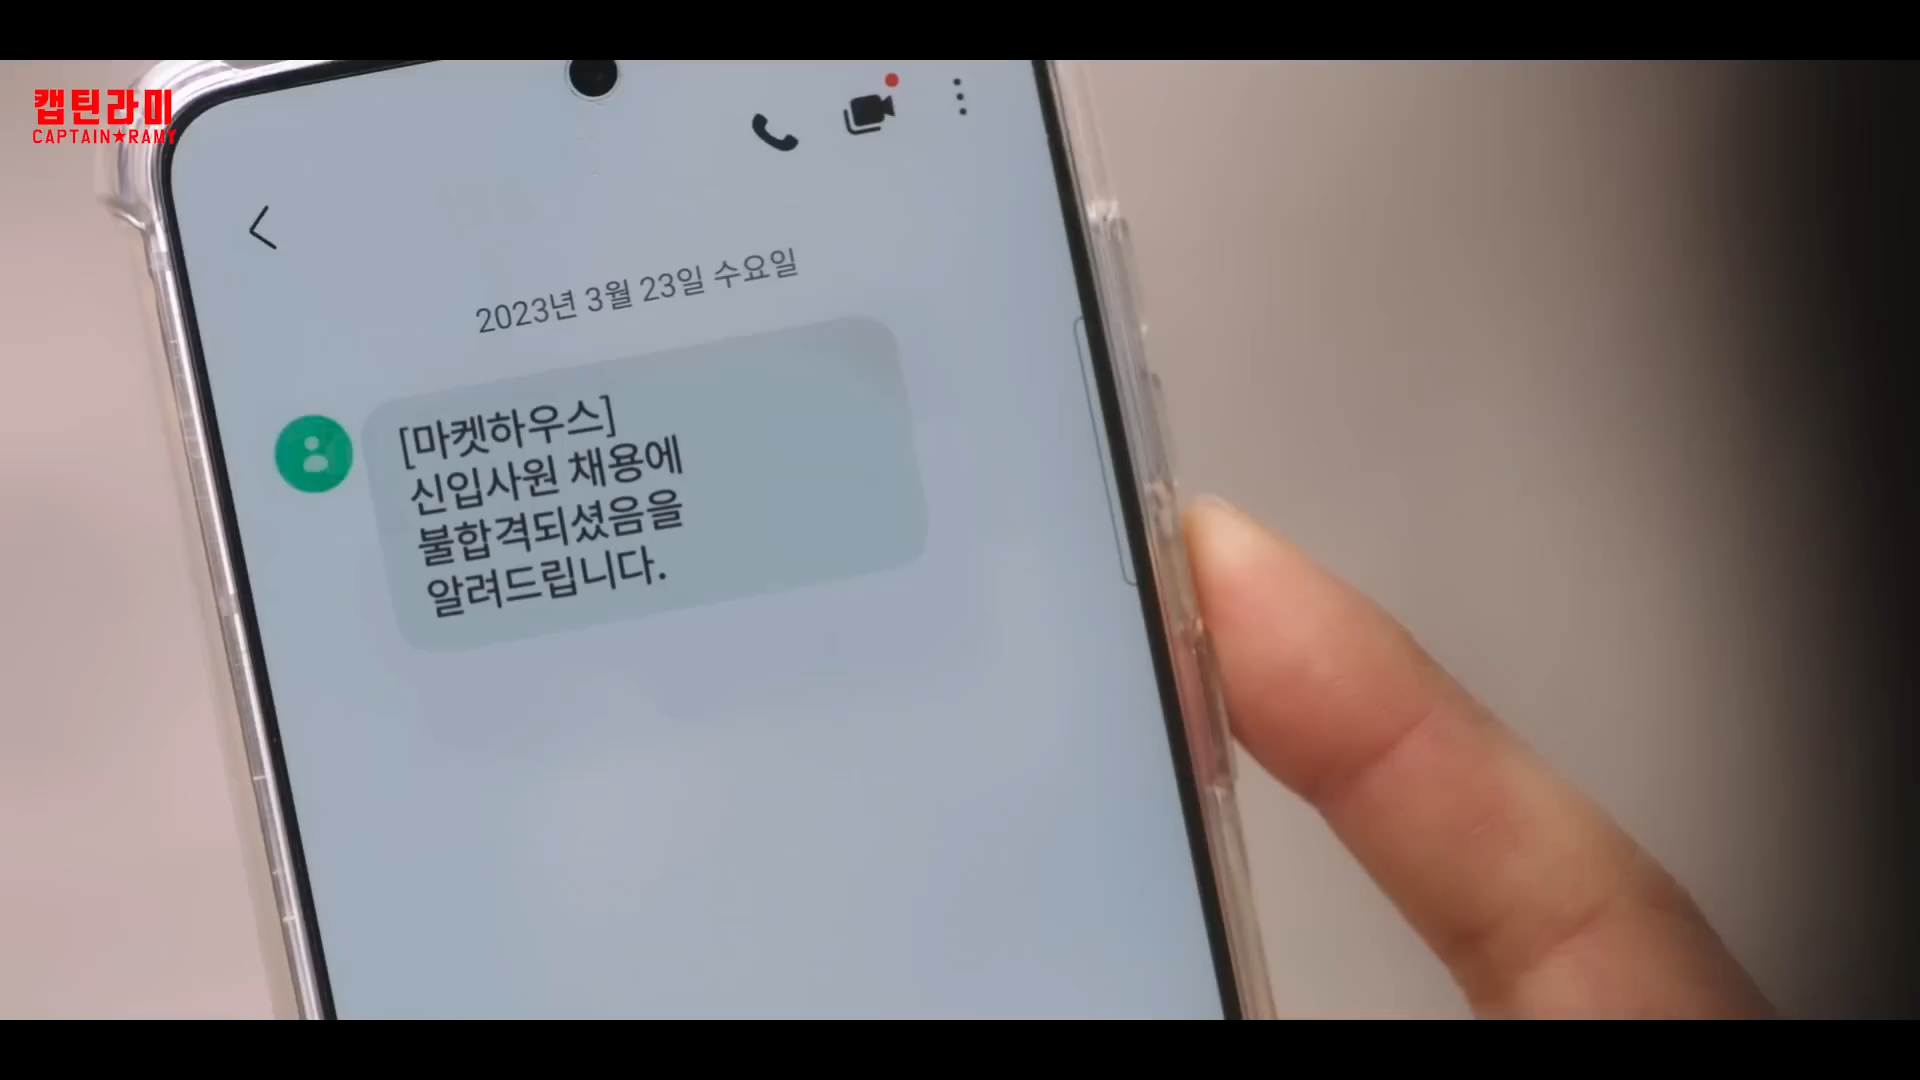 캡틴라미
CAPTAIN★RAMY
2023년 3월 23일 수요일
[마켓하우스]
신입사원 채용에
불합격되셨음을
알려드립니다.